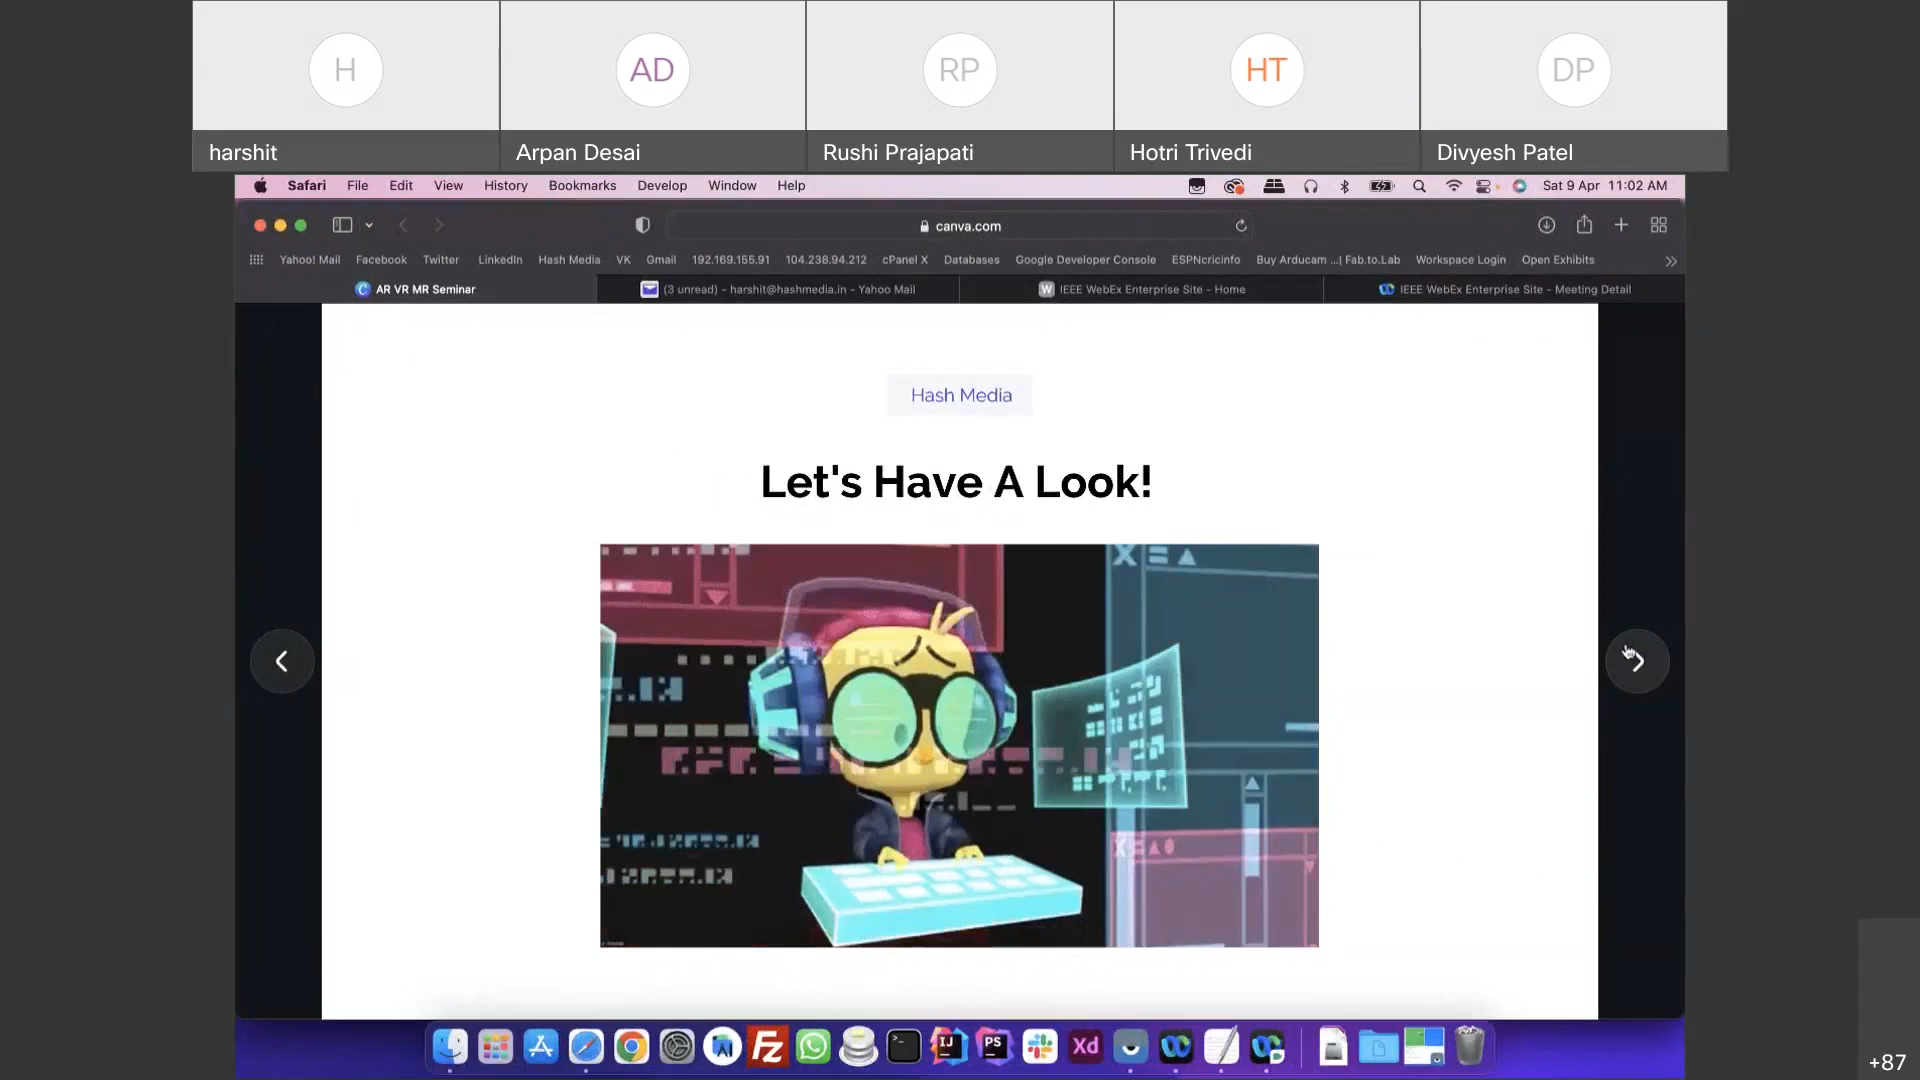 H
AD
RP
HT
DP
harshit
Arpan Desai
Rushi Prajapati
Hotri Trivedi
Divyesh Patel
Safari File Edit View History Bookmarks Develop Window Help Sat 9 Apr 11:02 AM
canva.com
Yahoo! Mail Facebook Twitter LinkedIn Hash Media VK Gmail 192.169.155.91 104.238.94.212 cPanel X Databases Google Developer Console ESPNcricinfo Buy Arducam ...| Fab.to.Lab Workspace Login Open Exhibits
AR VR MR Seminar
(3 unread) - harshit@hashmedia.in - Yahoo Mail
IEEE WebEx Enterprise Site - Home
IEEE WebEx Enterprise Site - Meeting Detail
Hash Media
Let's Have A Look!
Fz
IJ
PS
Xd
+87